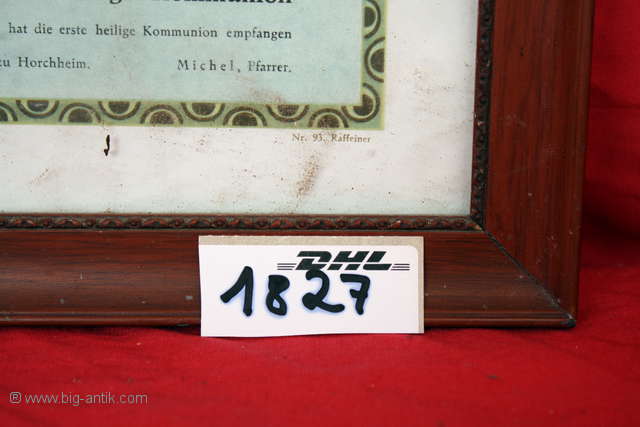 hat die erste heilige Kommunion empfangen
zu Horchheim. Michel, Pfarrer.
Nr. 93. Raffeiner
DHL
1827
® www.big-antik.com